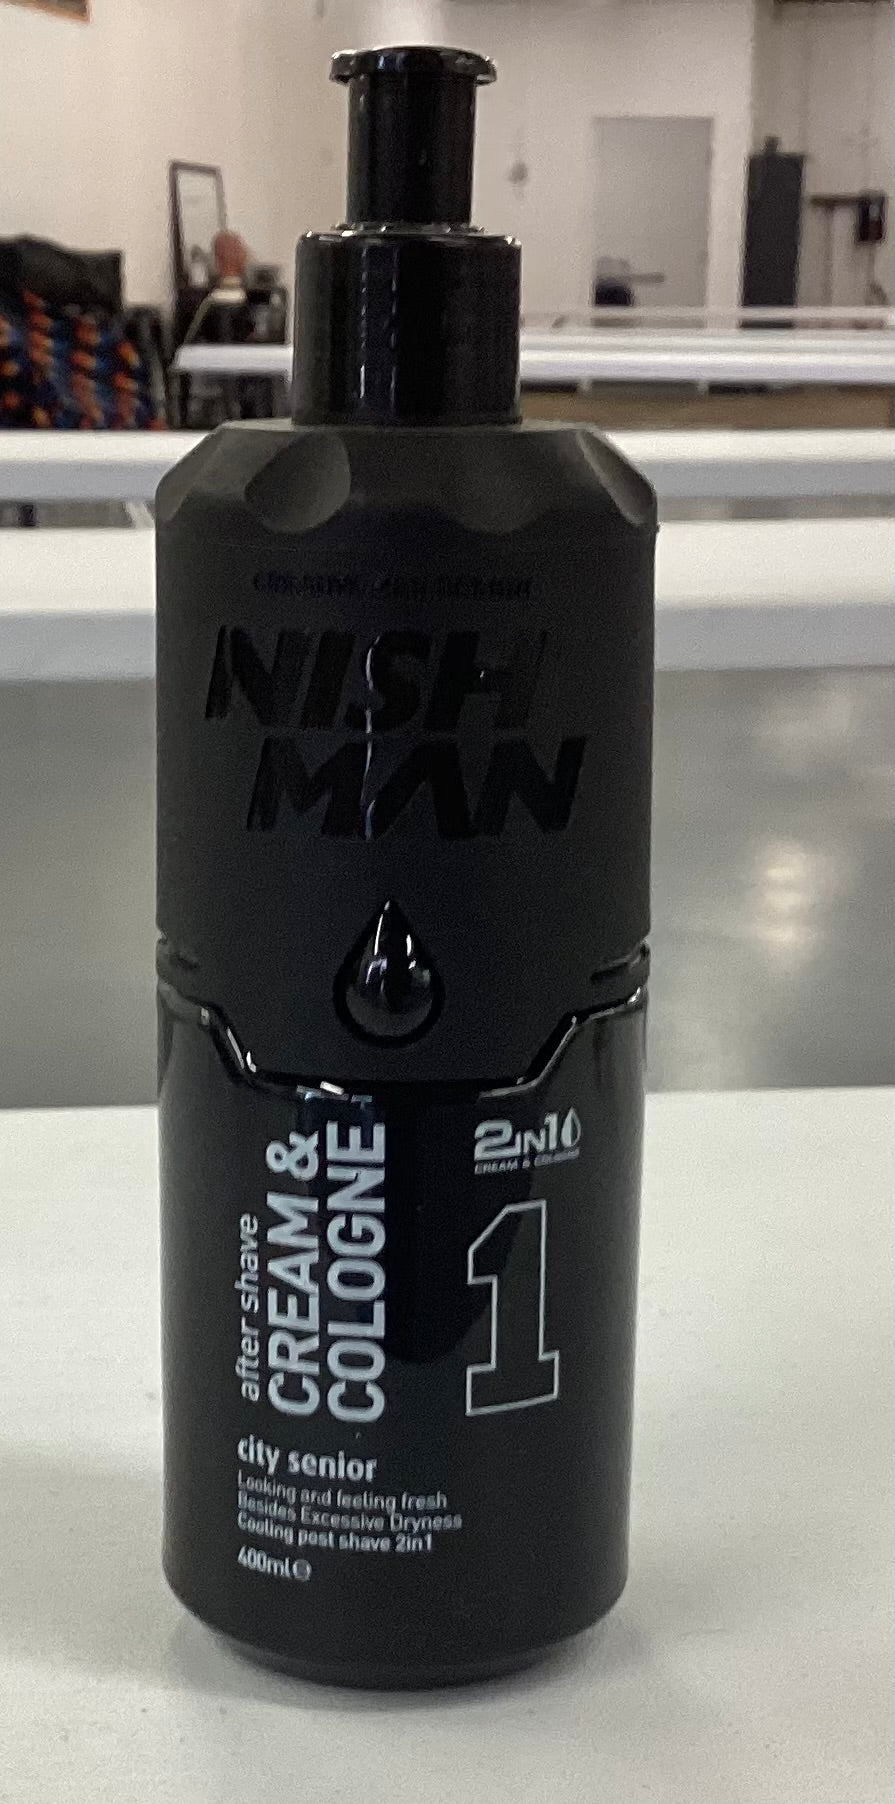 NISH
MAN
2IN1
CREAM & COLOGNE
after shave
CREAM &
COLOGNE
1
city senior
Looking and feeling fresh
Besides Excessive Dryness
Cooling post shave 2in1
400ml℮